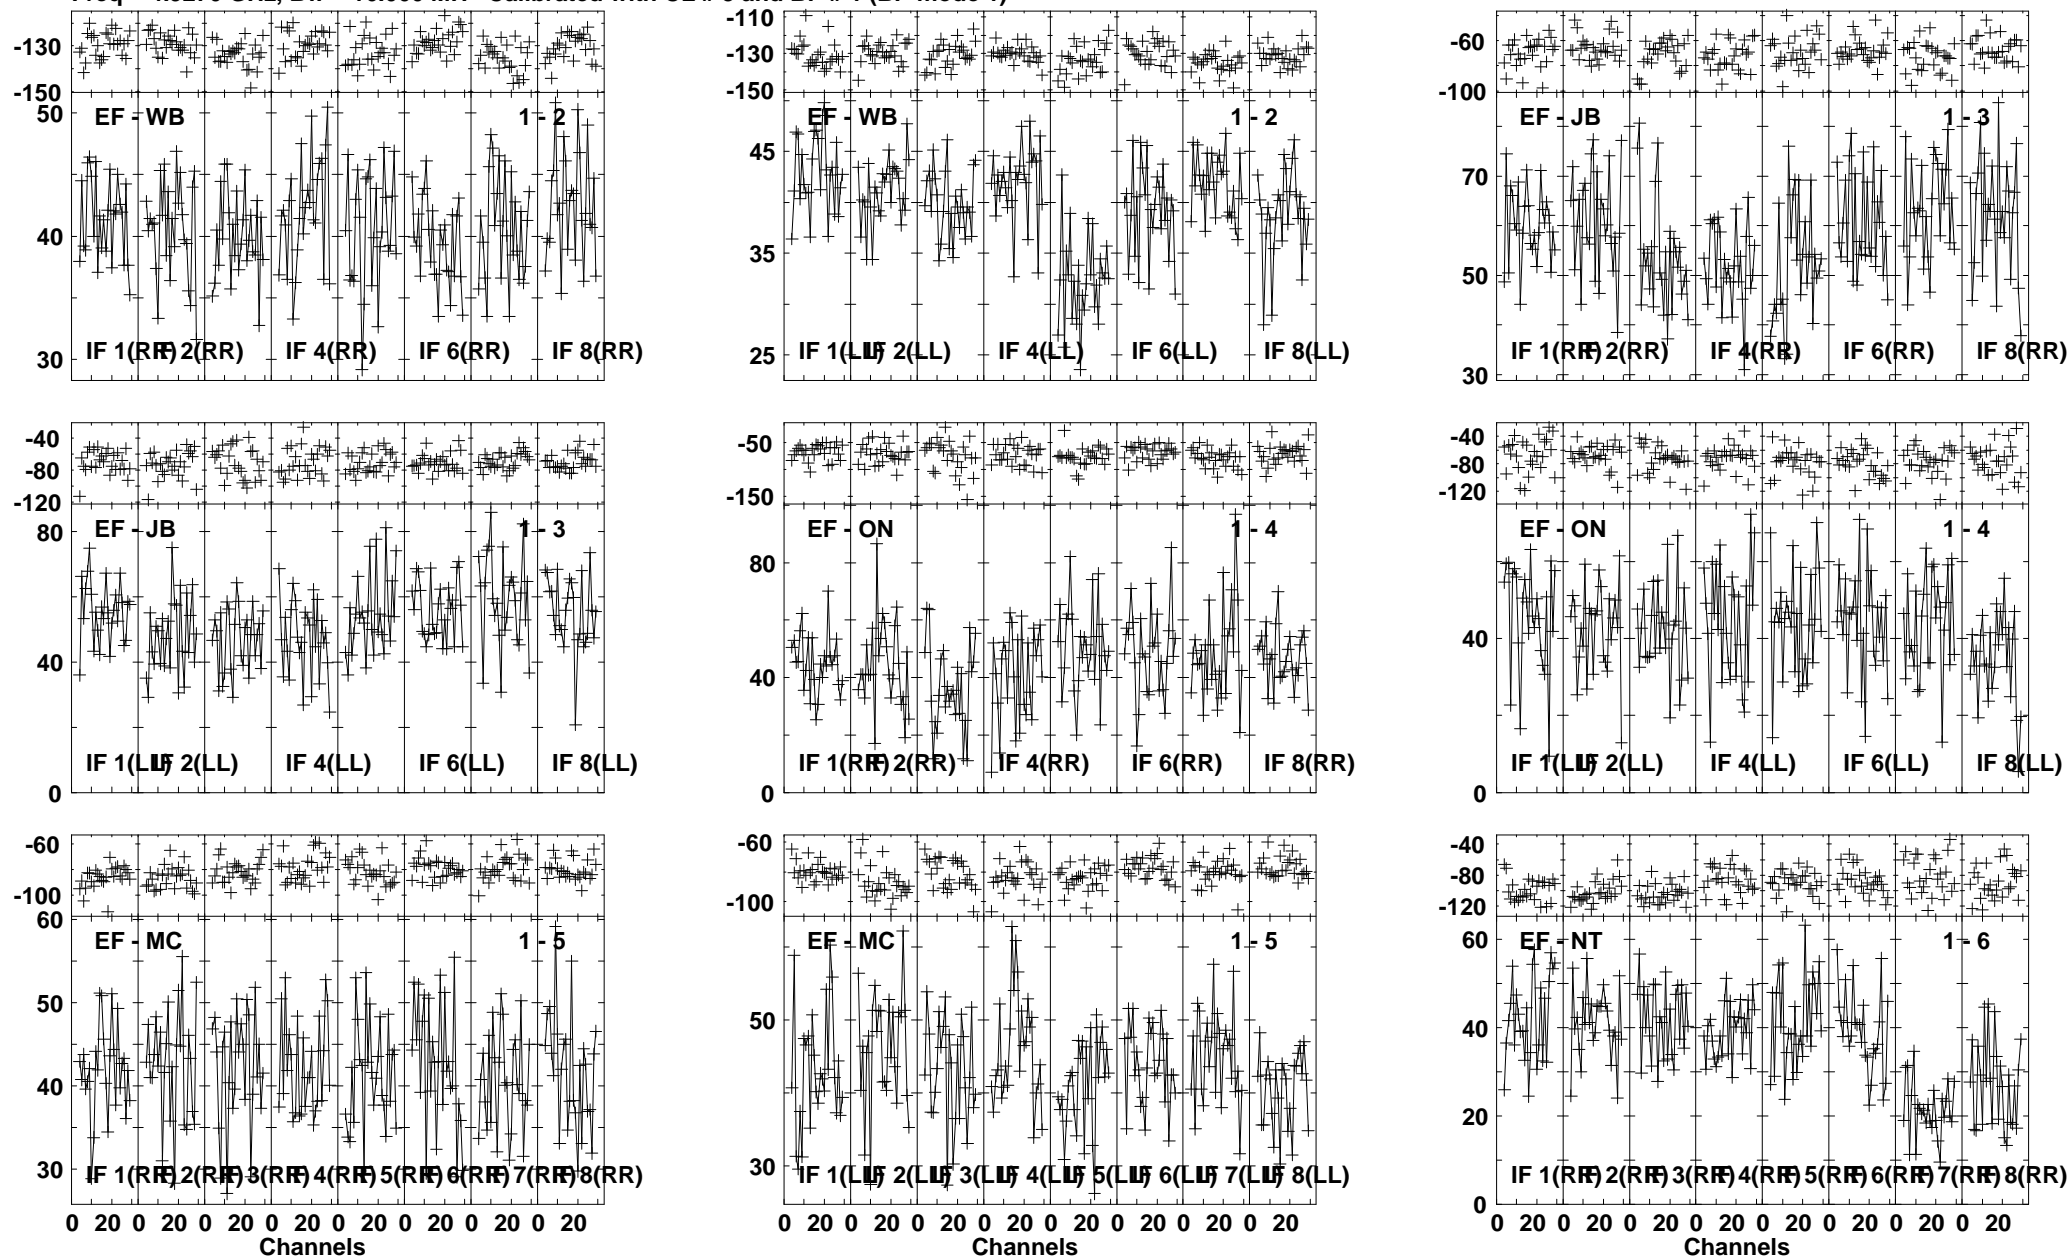 -130
-150
50
40
30
EF - WB 1 - 2
IF 1(RR) IF 2(RR) IF 4(RR) IF 6(RR) IF 8(RR)
-110
-130
-150
45
35
25
EF - WB 1 - 2
IF 1(LL) IF 2(LL) IF 4(LL) IF 6(LL) IF 8(LL)
-60
-100
70
50
30
EF - JB 1 - 3
IF 1(RR) IF 2(RR) IF 4(RR) IF 6(RR) IF 8(RR)
-40
-80
-120
80
40
0
EF - JB 1 - 3
IF 1(LL) IF 2(LL) IF 4(LL) IF 6(LL) IF 8(LL)
-50
-150
80
40
0
EF - ON 1 - 4
IF 1(RR) IF 2(RR) IF 4(RR) IF 6(RR) IF 8(RR)
-40
-80
-120
40
0
EF - ON 1 - 4
IF 1(LL) IF 2(LL) IF 4(LL) IF 6(LL) IF 8(LL)
-60
-100
60
50
40
30
EF - MC 1 - 5
IF 1(RR) IF 2(RR) IF 3(RR) IF 4(RR) IF 5(RR) IF 6(RR) IF 7(RR) IF 8(RR)
0 20 0 20 0 20 0 20 0 20 0 20 0 20 0 20
Channels
-60
-100
50
30
EF - MC 1 - 5
IF 1(LL) IF 2(LL) IF 3(LL) IF 4(LL) IF 5(LL) IF 6(LL) IF 7(LL) IF 8(LL)
0 20 0 20 0 20 0 20 0 20 0 20 0 20 0 20
Channels
-40
-80
-120
60
40
20
0
EF - NT 1 - 6
IF 1(RR) IF 2(RR) IF 3(RR) IF 4(RR) IF 5(RR) IF 6(RR) IF 7(RR) IF 8(RR)
0 20 0 20 0 20 0 20 0 20 0 20 0 20 0 20
Channels